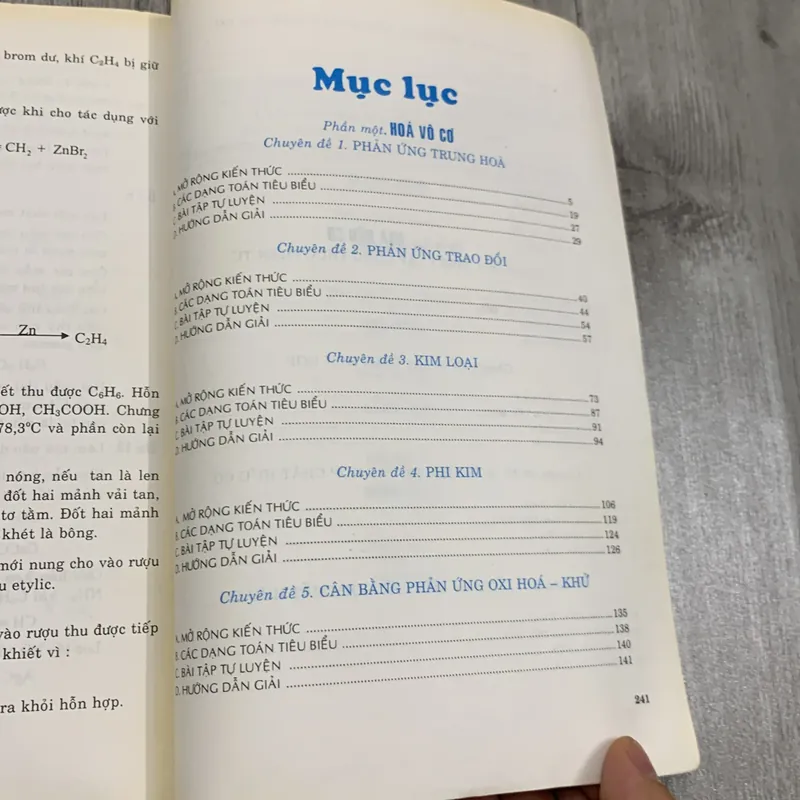 brom dư, khí C₂H₄ bị giữ
ược khi cho tác dụng với
CH₂ + ZnBr₂
Zn
C₂H₄
ết thu được C₆H₆. Hỗn
OH, CH₃COOH. Chưng
78,3°C và phần còn lại
nóng, nếu tan là len
đốt hai mảnh vải tan,
tơ tằm. Đốt hai mảnh
khét là bông.
mới nung cho vào rượu
u etylic.
vào rượu thu được tiếp
khiết vì :
ra khỏi hỗn hợp.
Mục lục
Phần một. HOÁ VÔ CƠ
Chuyên đề 1. PHẢN ỨNG TRUNG HOÀ
A. MỞ RỘNG KIẾN THỨC 5
B. CÁC DẠNG TOÁN TIÊU BIỂU 19
C. BÀI TẬP TỰ LUYỆN 27
D. HƯỚNG DẪN GIẢI 29
Chuyên đề 2. PHẢN ỨNG TRAO ĐỔI
A. MỞ RỘNG KIẾN THỨC
B. CÁC DẠNG TOÁN TIÊU BIỂU 44
C. BÀI TẬP TỰ LUYỆN 54
D. HƯỚNG DẪN GIẢI 57
Chuyên đề 3. KIM LOẠI
A. MỞ RỘNG KIẾN THỨC 73
B. CÁC DẠNG TOÁN TIÊU BIỂU 87
C. BÀI TẬP TỰ LUYỆN 91
D. HƯỚNG DẪN GIẢI 94
Chuyên đề 4. PHI KIM
A. MỞ RỘNG KIẾN THỨC 106
B. CÁC DẠNG TOÁN TIÊU BIỂU 119
C. BÀI TẬP TỰ LUYỆN 124
D. HƯỚNG DẪN GIẢI 126
Chuyên đề 5. CÂN BẰNG PHẢN ỨNG OXI HOÁ – KHỬ
A. MỞ RỘNG KIẾN THỨC 135
B. CÁC DẠNG TOÁN TIÊU BIỂU 138
C. BÀI TẬP TỰ LUYỆN 140
D. HƯỚNG DẪN GIẢI 141
241